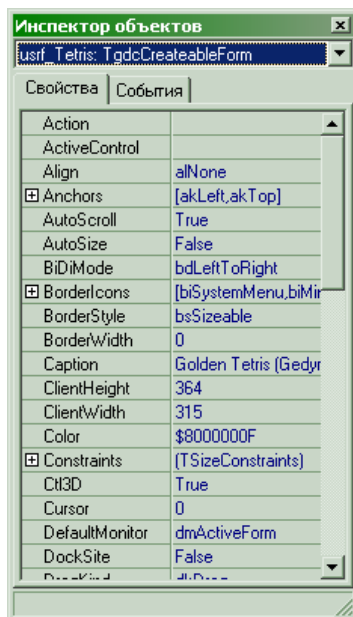 Инспектор объектов
usrf_Tetris: TgdcCreateableForm
Свойства События
Action
ActiveControl
Align alNone
Anchors [akLeft,akTop]
AutoScroll True
AutoSize False
BiDiMode bdLeftToRight
BorderIcons [biSystemMenu,biMir
BorderStyle bsSizeable
BorderWidth 0
Caption Golden Tetris (Gedyr
ClientHeight 364
ClientWidth 315
Color $8000000F
Constraints (TSizeConstraints)
Ctl3D True
Cursor 0
DefaultMonitor dmActiveForm
DockSite False